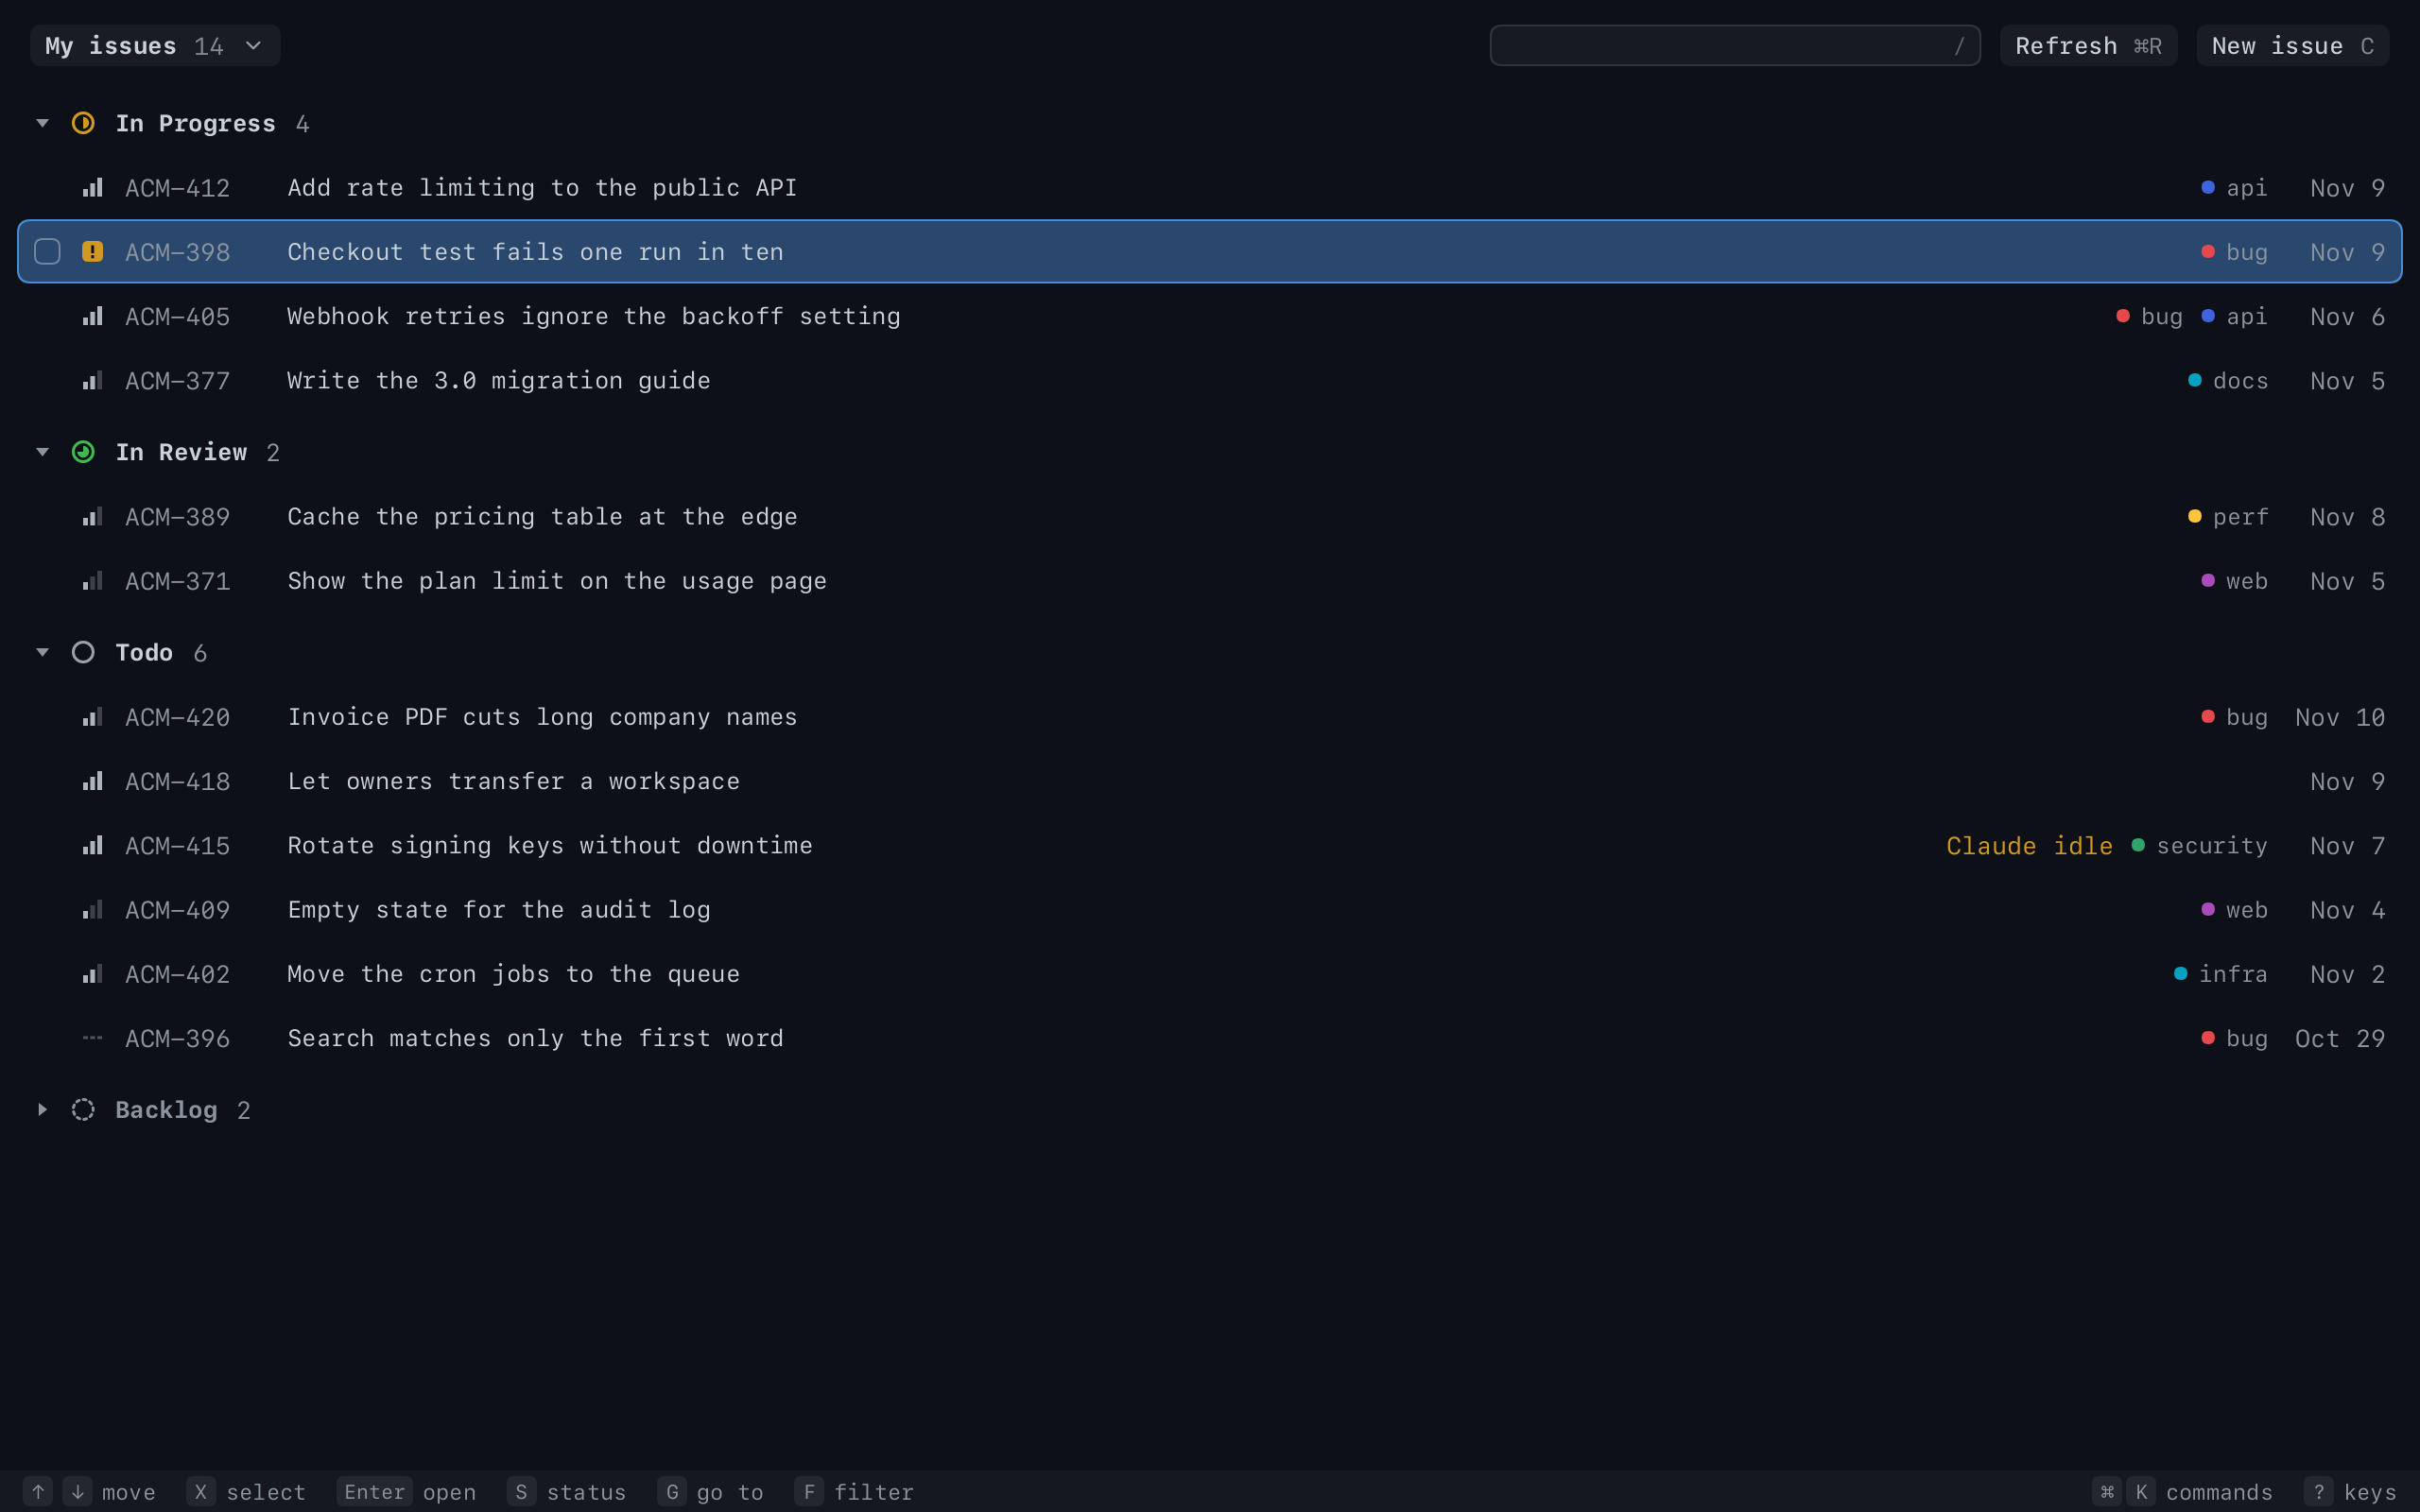 My issues 14 / Refresh ⌘R New issue C
In Progress 4
ACM-412 Add rate limiting to the public API api Nov 9
ACM-398 Checkout test fails one run in ten bug Nov 9
ACM-405 Webhook retries ignore the backoff setting bug api Nov 6
ACM-377 Write the 3.0 migration guide docs Nov 5
In Review 2
ACM-389 Cache the pricing table at the edge perf Nov 8
ACM-371 Show the plan limit on the usage page web Nov 5
Todo 6
ACM-420 Invoice PDF cuts long company names bug Nov 10
ACM-418 Let owners transfer a workspace Nov 9
ACM-415 Rotate signing keys without downtime Claude idle security Nov 7
ACM-409 Empty state for the audit log web Nov 4
ACM-402 Move the cron jobs to the queue infra Nov 2
ACM-396 Search matches only the first word bug Oct 29
Backlog 2
↑ ↓ move X select Enter open S status G go to F filter ⌘ K commands ? keys